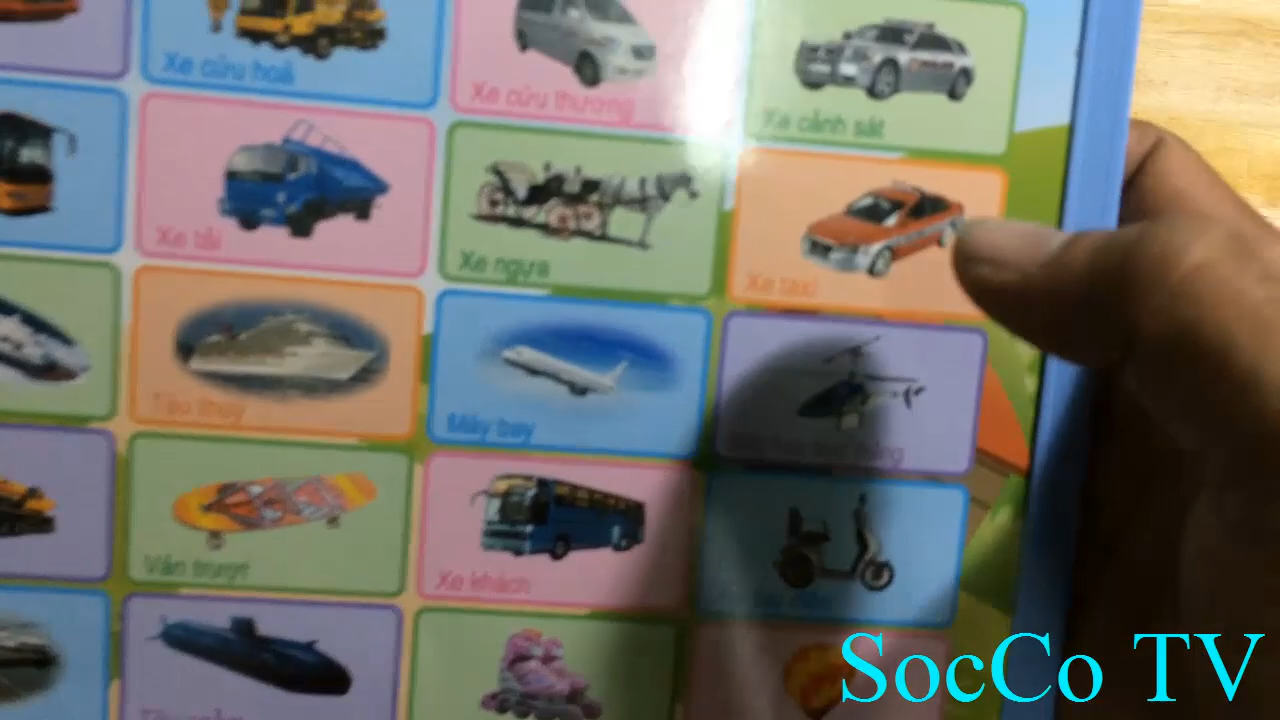 Xe cứu hoả
Xe cứu thương
Xe cảnh sát
Xe tải
Xe ngựa
Xe taxi
Tàu thủy
Máy bay
Ván trượt
Xe khách
SocCo TV